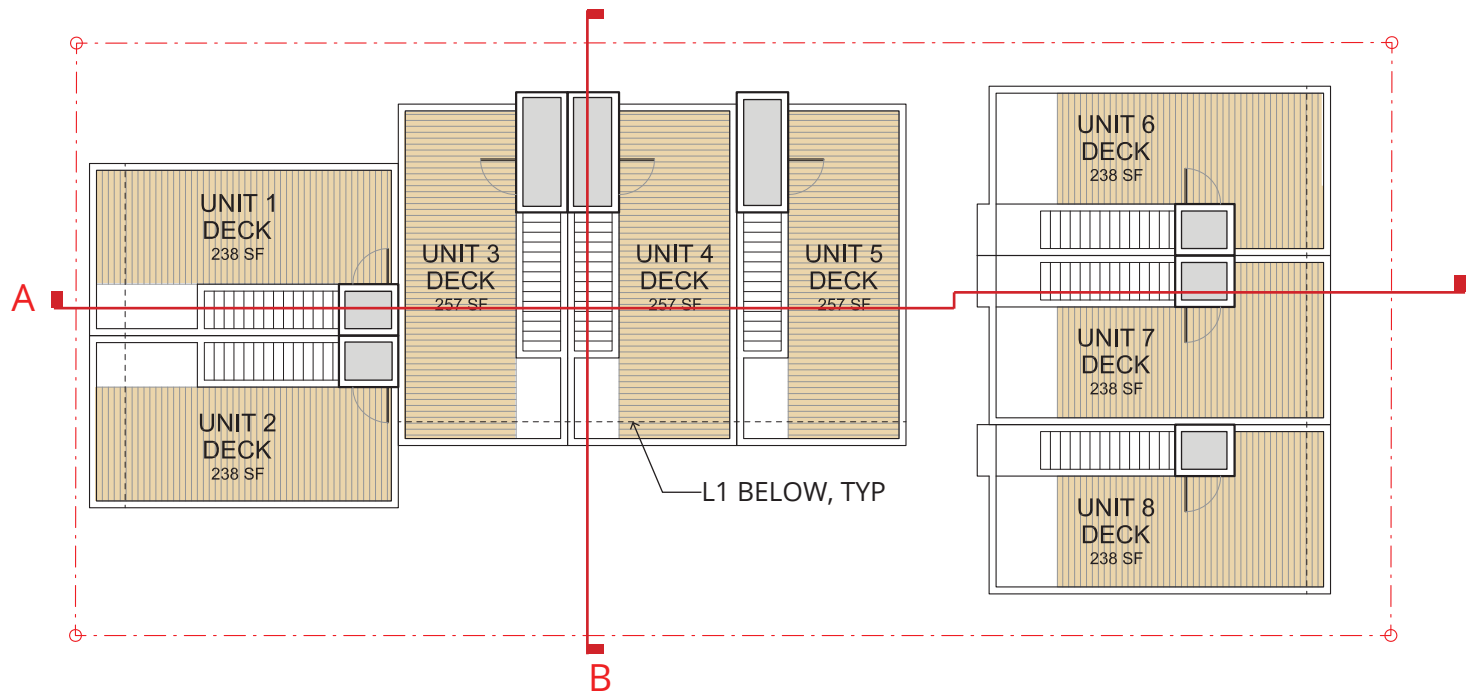 UNIT 1
DECK
238 SF
UNIT 2
DECK
238 SF
UNIT 3
DECK
257 SF
UNIT 4
DECK
257 SF
UNIT 5
DECK
257 SF
UNIT 6
DECK
238 SF
UNIT 7
DECK
238 SF
UNIT 8
DECK
238 SF
A
L1 BELOW, TYP
B